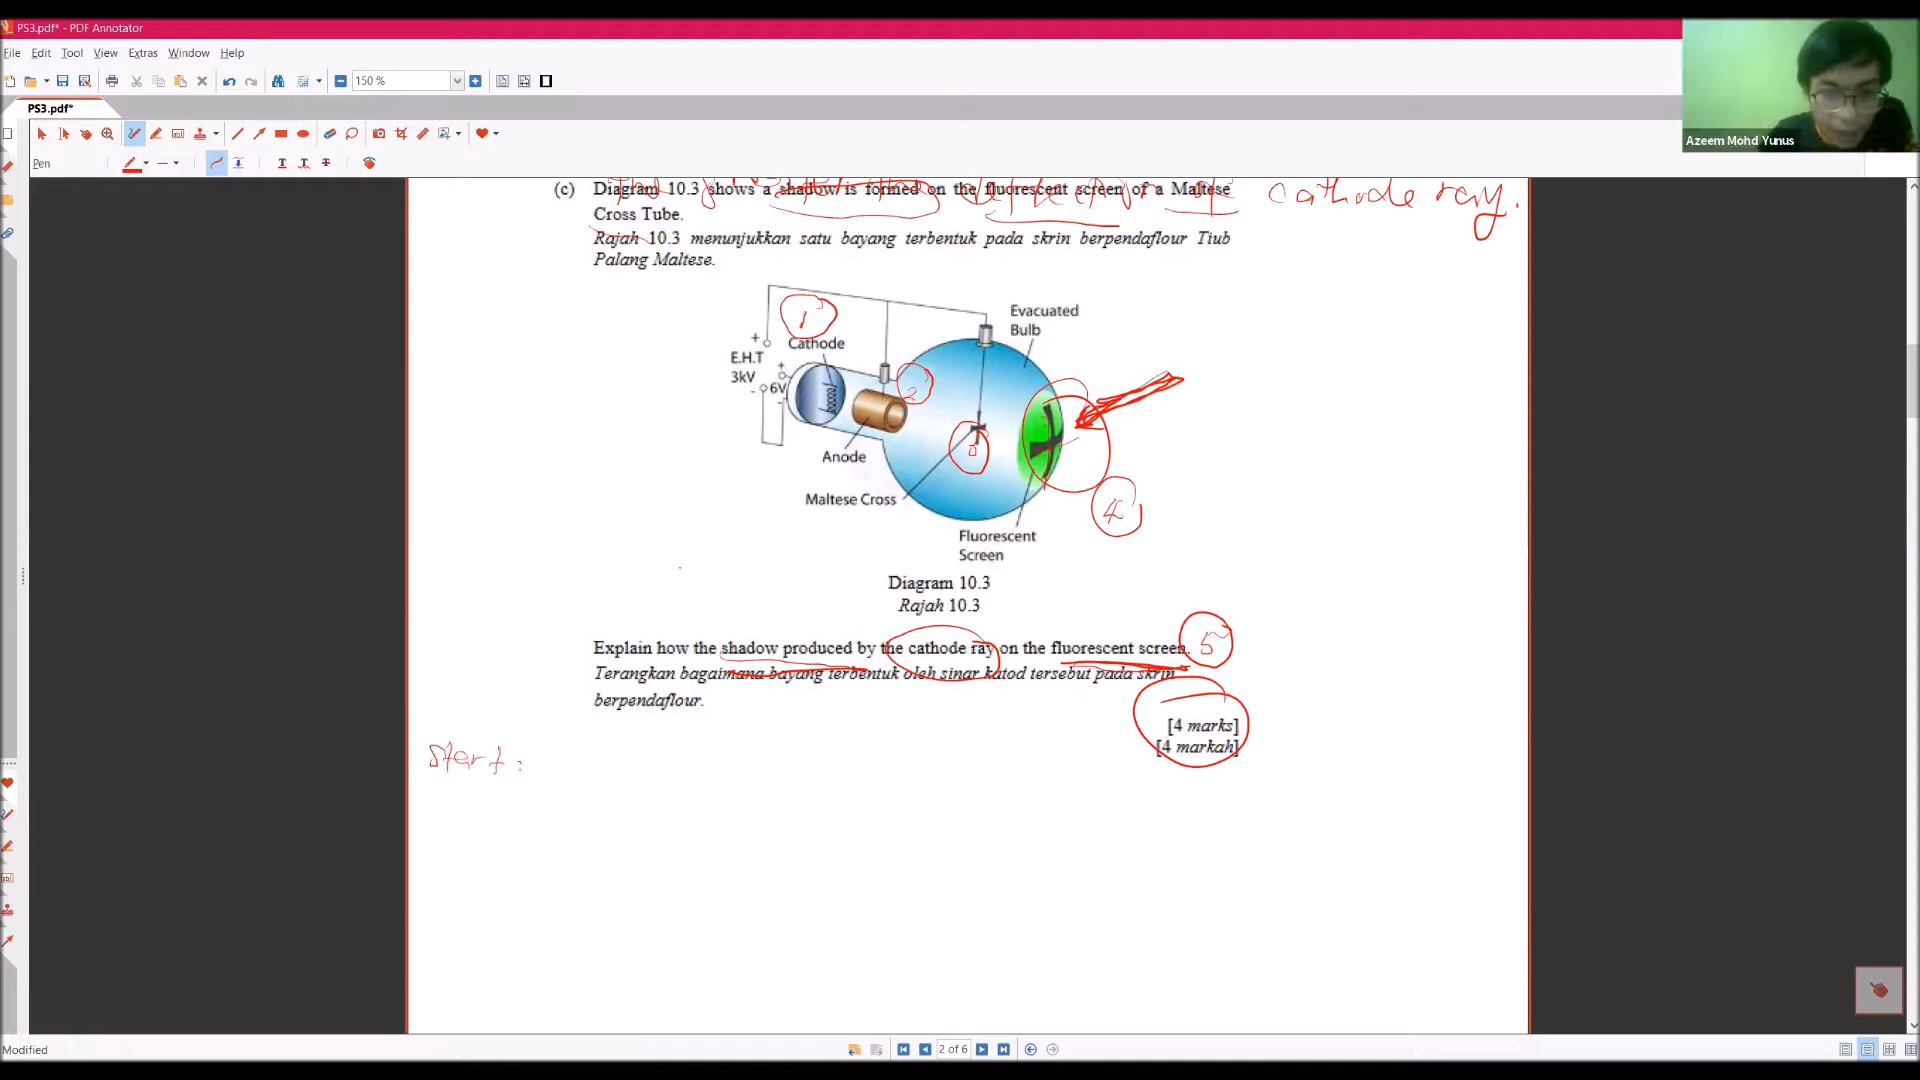 PS3.pdf* - PDF Annotator
File Edit Tool View Extras Window Help
150 %
PS3.pdf*
Pen
Azeem Mohd Yunus
cathode ray.
(c) Diagram 10.3 shows a shadow is formed on the fluorescent screen of a Maltese
Cross Tube.
Rajah 10.3 menunjukkan satu bayang terbentuk pada skrin berpendaflour Tiub
Palang Maltese.
1
Cathode
Evacuated
Bulb
+
E.H.T
3kV
+
6V
-
-
2
Anode
Maltese Cross
4
Fluorescent
Screen
Diagram 10.3
Rajah 10.3
Explain how the shadow produced by the cathode ray on the fluorescent screen.
5
Terangkan bagaimana bayang terbentuk oleh sinar katod tersebut pada skrin
berpendaflour.
[4 marks]
[4 markah]
Start :
Modified
2 of 6